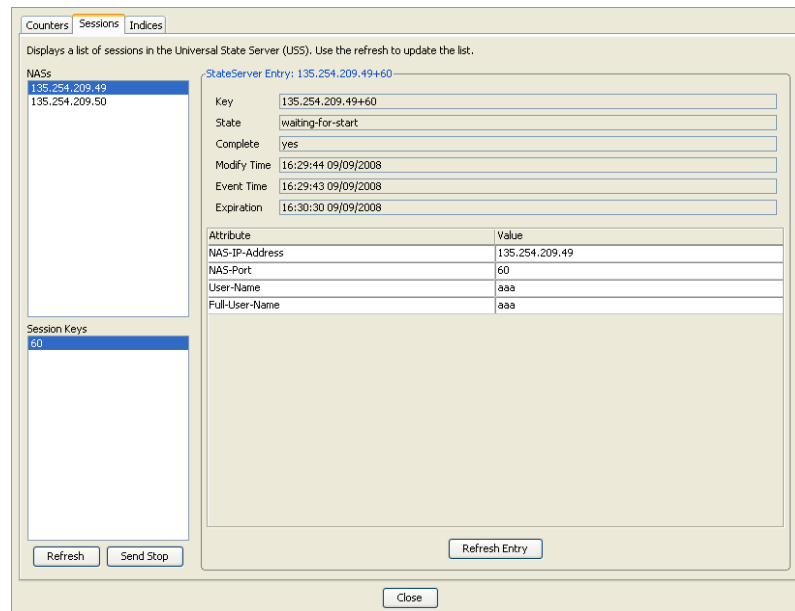 Counters Sessions Indices
Displays a list of sessions in the Universal State Server (USS). Use the refresh to update the list.
NASs
135.254.209.49
135.254.209.50
Session Keys
60
Refresh Send Stop
StateServer Entry: 135.254.209.49+60
Key 135.254.209.49+60
State waiting-for-start
Complete yes
Modify Time 16:29:44 09/09/2008
Event Time 16:29:43 09/09/2008
Expiration 16:30:30 09/09/2008
Attribute Value
NAS-IP-Address 135.254.209.49
NAS-Port 60
User-Name aaa
Full-User-Name aaa
Refresh Entry
Close